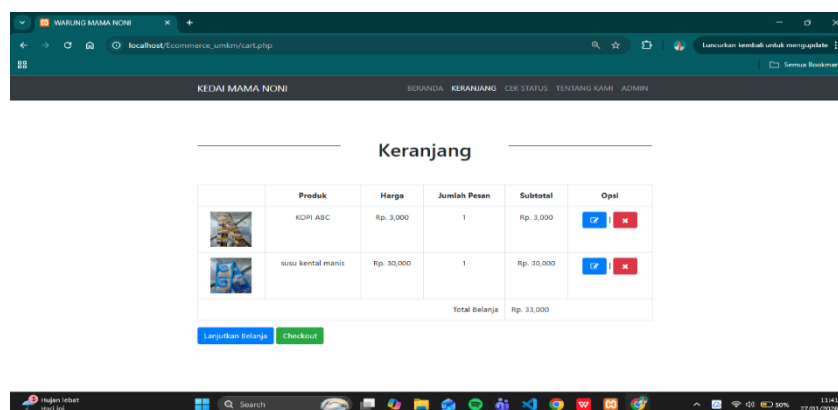 WARUNG MAMA NONI
localhost/Ecommerce_umkm/cart.php
Luncurkan kembali untuk mengupdate
Semua Bookmar
KEDAI MAMA NONI BERANDA KERANJANG CEK STATUS TENTANG KAMI ADMIN
Keranjang
Produk Harga Jumlah Pesan Subtotal Opsi
KOPI ABC Rp. 3,000 1 Rp. 3,000 |
susu kental manis Rp. 30,000 1 Rp. 30,000 |
Total Belanja Rp. 33,000
Lanjutkan Belanja Checkout
Hujan lebat
Hari ini
Search
50%
11:41